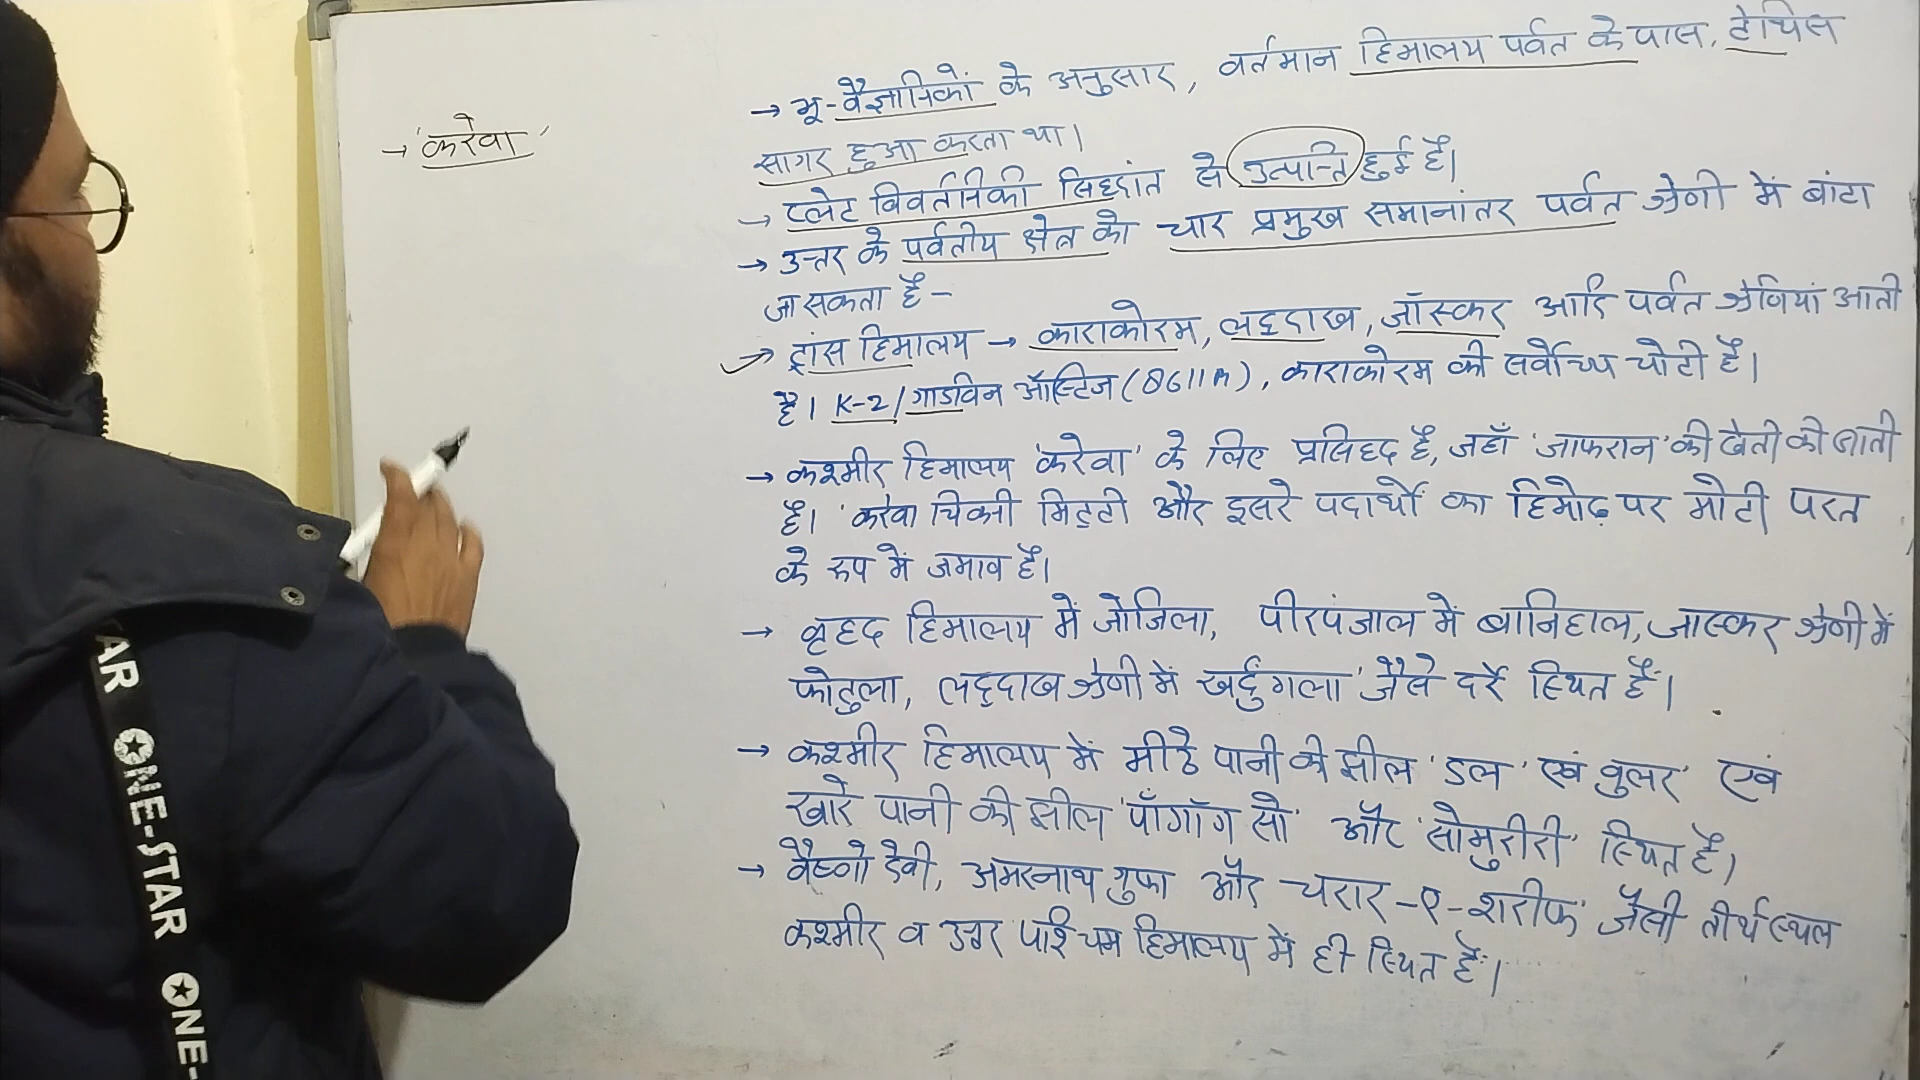 → 'करेवा'
→ भू-वैज्ञानिकों के अनुसार, वर्तमान हिमालय पर्वत के पास, टेथिस
सागर हुआ करता था।
→ प्लेट विवर्तनिकी सिद्धांत से उत्पत्ति हुई है।
→ उत्तर के पर्वतीय क्षेत्र को चार प्रमुख समानांतर पर्वत श्रेणी में बांटा
जा सकता है -
→ ट्रांस हिमालय → काराकोरम, लद्दाख, जॉस्कर आदि पर्वत श्रेणियां आती
है। K-2/गाडविन ऑस्टिन (8611m), काराकोरम की सर्वोच्च चोटी है।
→ कश्मीर हिमालय 'करेवा' के लिए प्रसिद्ध है, जहाँ 'जाफरान' की खेती की जाती
है। 'करेवा चिकनी मिट्टी और दूसरे पदार्थों का हिमोढ़ पर मोटी परत
के रूप में जमाव है।
→ वृहद हिमालय में जोजिला, पीरपंजाल में बानिहाल, जास्कर श्रेणी में
फोटुला, लद्दाख श्रेणी में खर्दुंगला' जैसे दर्रे स्थित हैं।
→ कश्मीर हिमालय में मीठे पानी की झील 'डल' एवं वुलर' एवं
खारे पानी की झील 'पाँगाँग सो' और 'सोमुरीरी' स्थित है।
→ वैष्णो देवी, अमरनाथ गुफा और चरार-ए-शरीफ' जैसी तीर्थ स्थल
कश्मीर व उत्तर पश्चिम हिमालय में ही स्थित हैं।
AR ONE-STAR ONE-